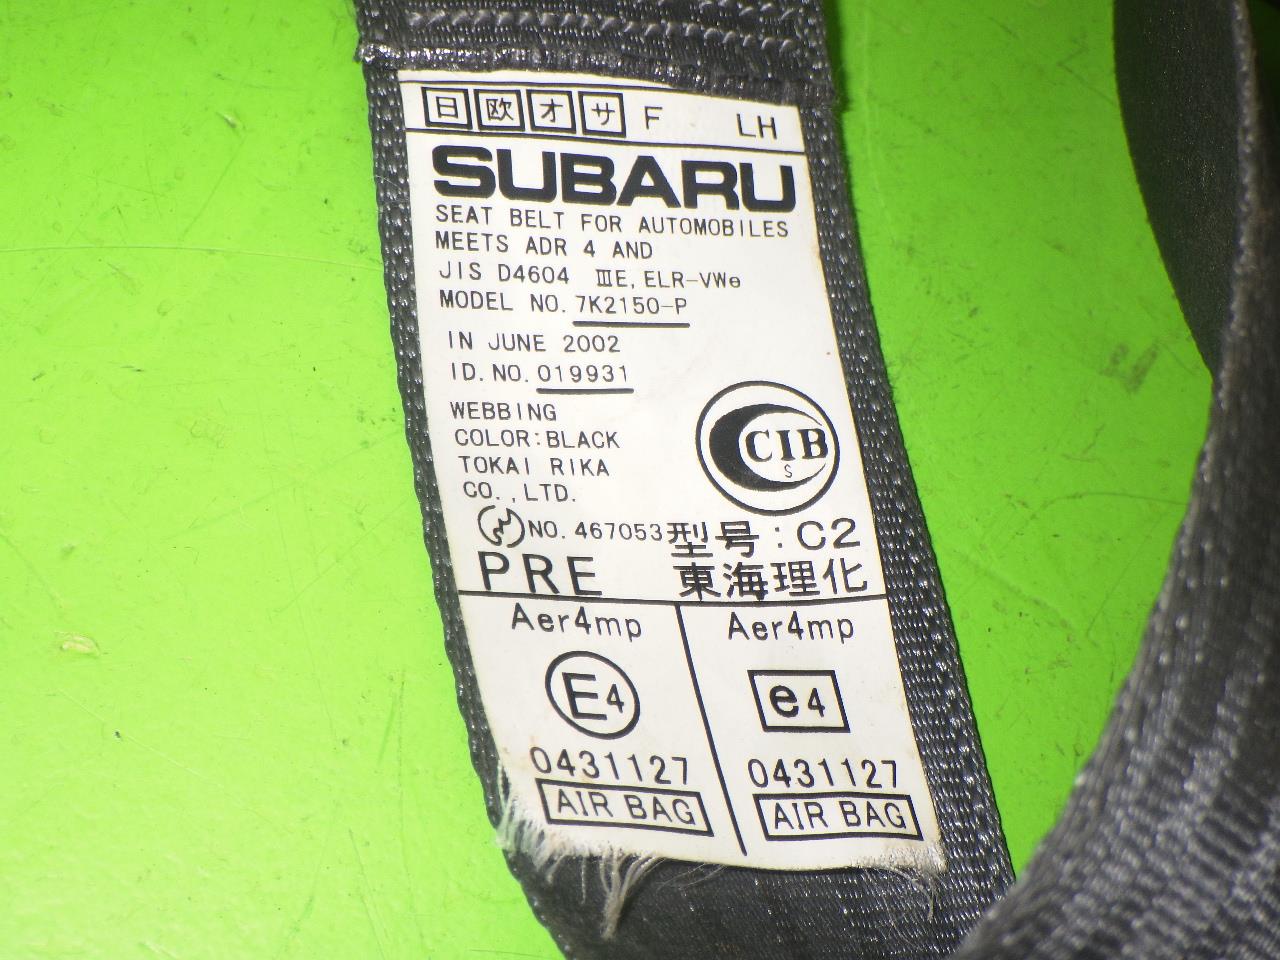 日 欧 オ サ F LH
SUBARU
SEAT BELT FOR AUTOMOBILES
MEETS ADR 4 AND
JIS D4604 ⅢE, ELR-VWe
MODEL NO. 7K2150-P
IN JUNE 2002
ID. NO. 019931
WEBBING
COLOR:BLACK
TOKAI RIKA
CO., LTD.
CIB
S
NO. 467053 型号:C2
PRE 東海理化
Aer4mp Aer4mp
E4 e4
0431127 0431127
AIR BAG AIR BAG